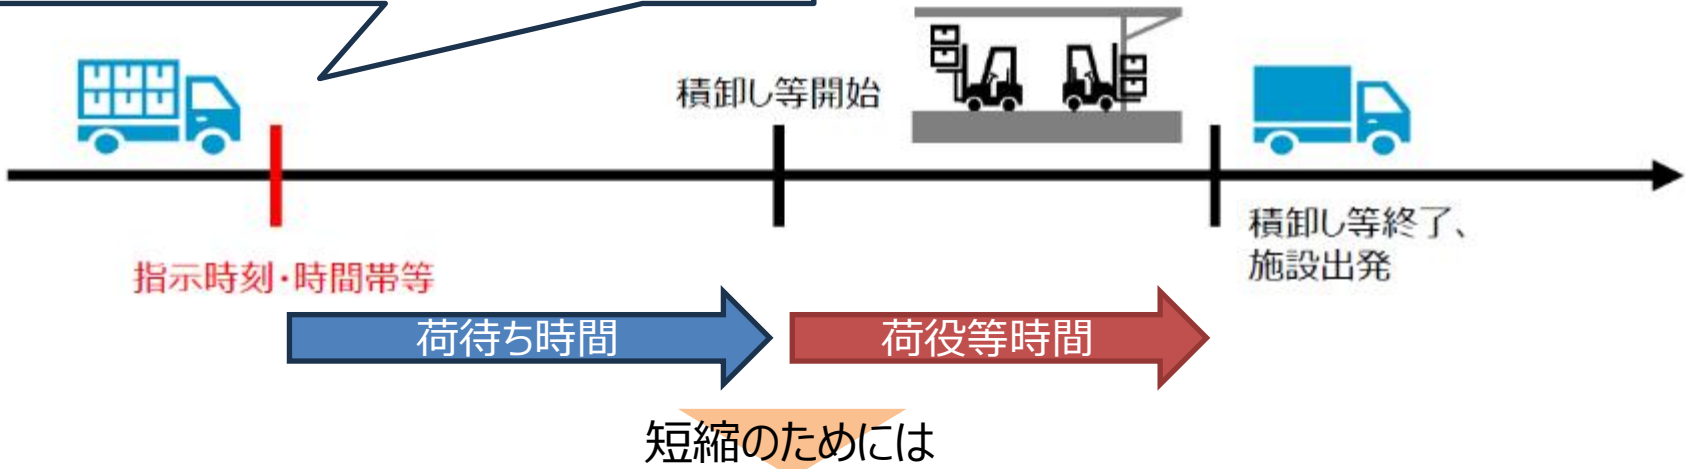 積卸し等開始
積卸し等終了、
施設出発
指示時刻・時間帯等
荷待ち時間
荷役等時間
短縮のためには